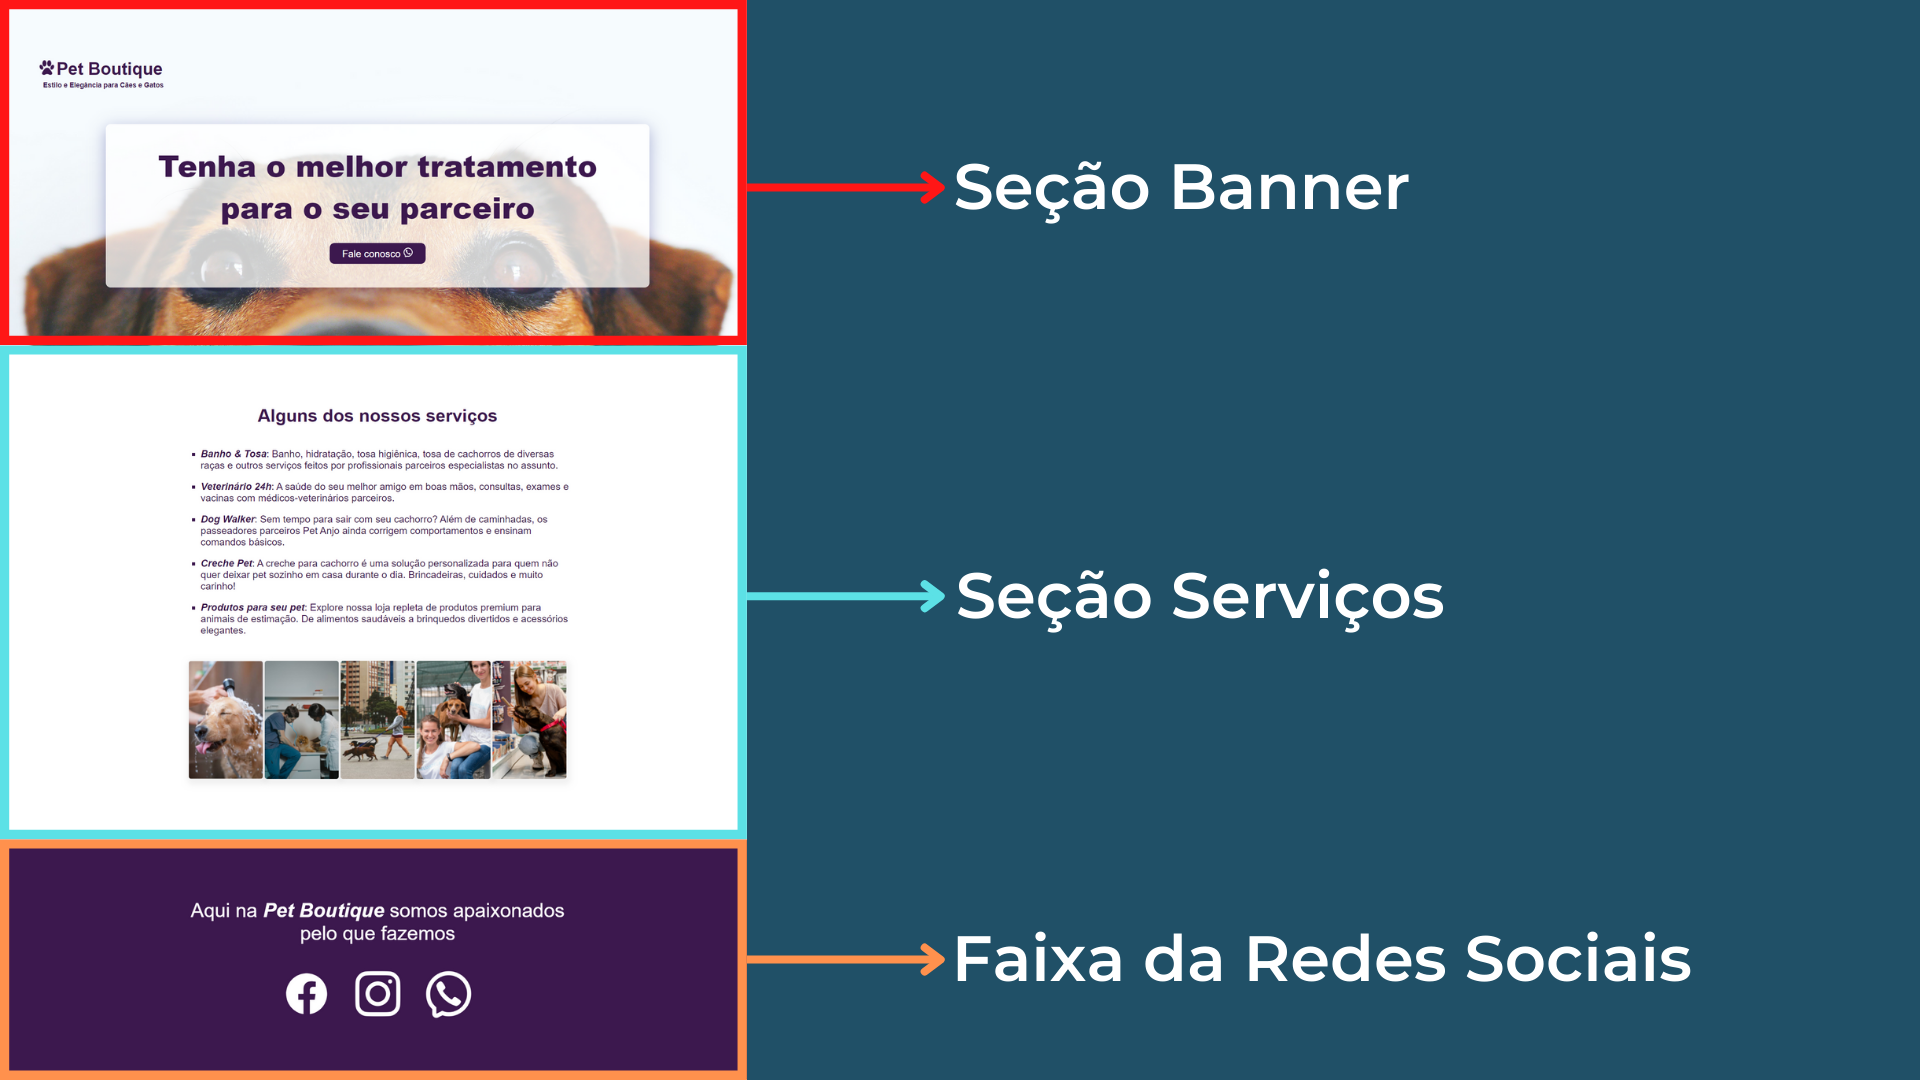 Pet Boutique
Estilo e Elegância para Cães e Gatos
Tenha o melhor tratamento
para o seu parceiro
Fale conosco
Seção Banner
Alguns dos nossos serviços
Banho & Tosa: Banho, hidratação, tosa higiênica, tosa de cachorros de diversas
raças e outros serviços feitos por profissionais parceiros especialistas no assunto.
Veterinário 24h: A saúde do seu melhor amigo em boas mãos, consultas, exames e
vacinas com médicos-veterinários parceiros.
Dog Walker: Sem tempo para sair com seu cachorro? Além de caminhadas, os
passeadores parceiros Pet Anjo ainda corrigem comportamentos e ensinam
comandos básicos.
Creche Pet: A creche para cachorro é uma solução personalizada para quem não
quer deixar pet sozinho em casa durante o dia. Brincadeiras, cuidados e muito
carinho!
Produtos para seu pet: Explore nossa loja repleta de produtos premium para
animais de estimação. De alimentos saudáveis a brinquedos divertidos e acessórios
elegantes.
Seção Serviços
Aqui na Pet Boutique somos apaixonados
pelo que fazemos
Faixa da Redes Sociais